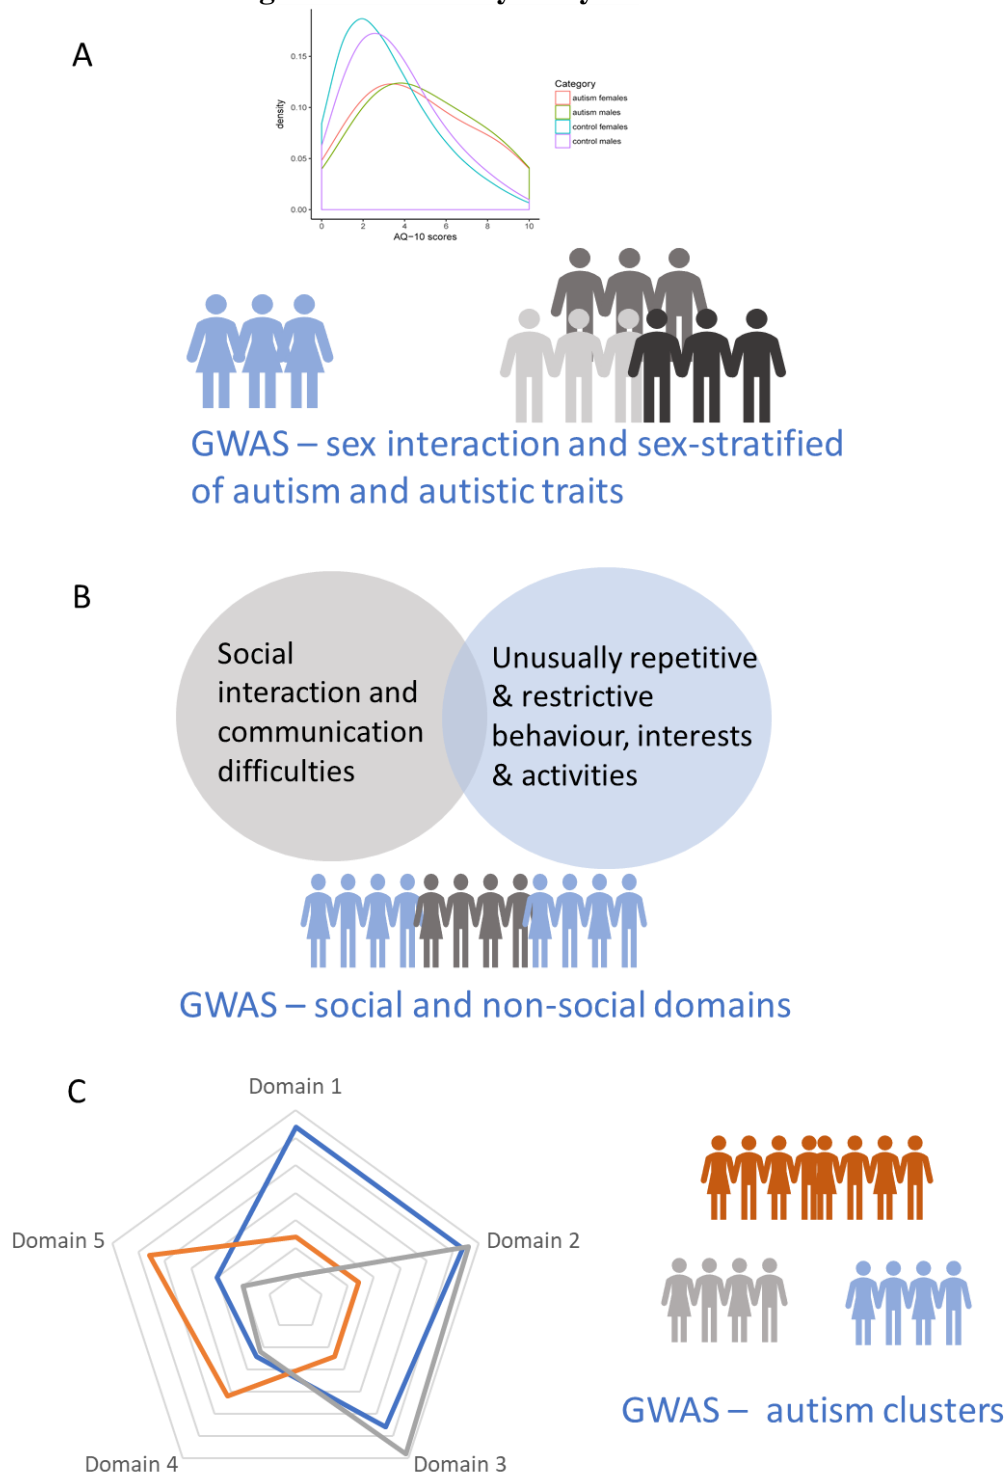 A
density
0.15
0.10
0.05
0.00
0 2 4 6 8 10
AQ−10 scores
Category
autism females
autism males
control females
control males
GWAS – sex interaction and sex-stratified
of autism and autistic traits
B
Social
interaction and
communication
difficulties
Unusually repetitive
& restrictive
behaviour, interests
& activities
GWAS – social and non-social domains
C
Domain 1
Domain 2
Domain 3
Domain 4
Domain 5
GWAS – autism clusters